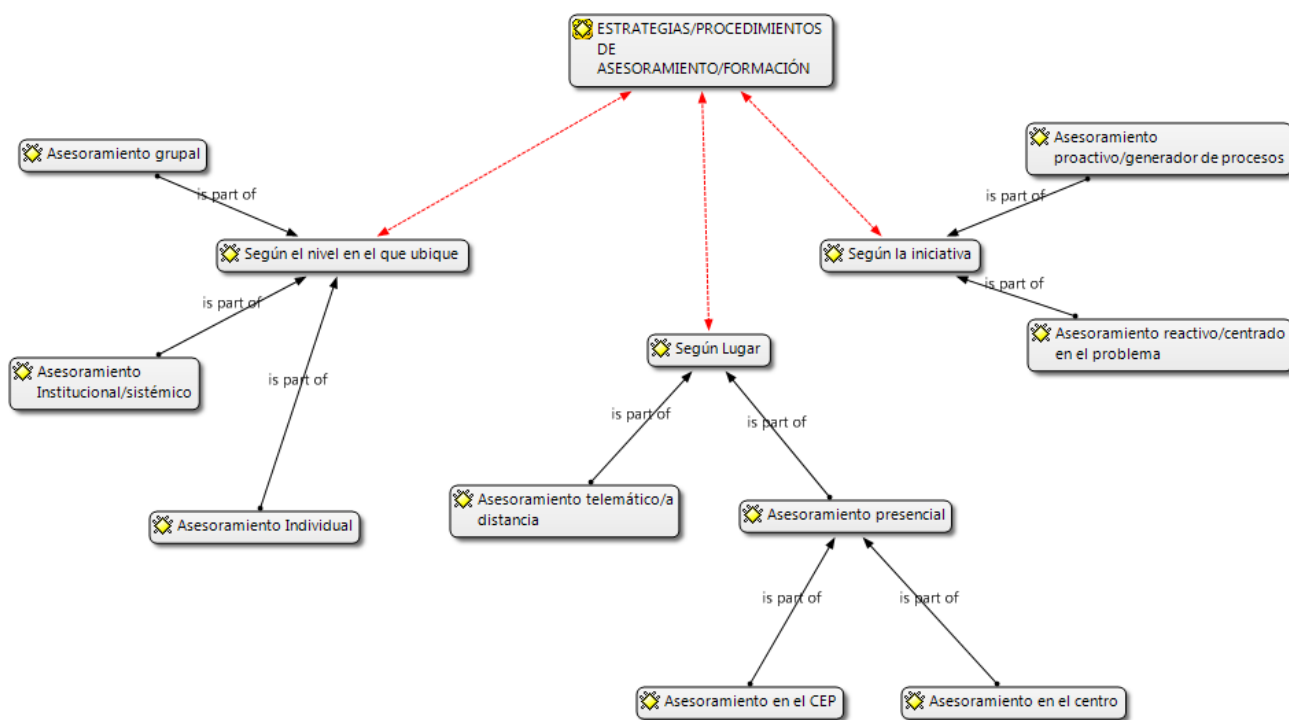 ESTRATEGIAS/PROCEDIMIENTOS
DE
ASESORAMIENTO/FORMACIÓN
Asesoramiento grupal
is part of
Según el nivel en el que ubique
is part of
Asesoramiento
Institucional/sistémico
is part of
Asesoramiento Individual
Asesoramiento
proactivo/generador de procesos
is part of
Según la iniciativa
is part of
Asesoramiento reactivo/centrado
en el problema
Según Lugar
is part of
is part of
Asesoramiento telemático/a
distancia
Asesoramiento presencial
is part of
is part of
Asesoramiento en el CEP
Asesoramiento en el centro